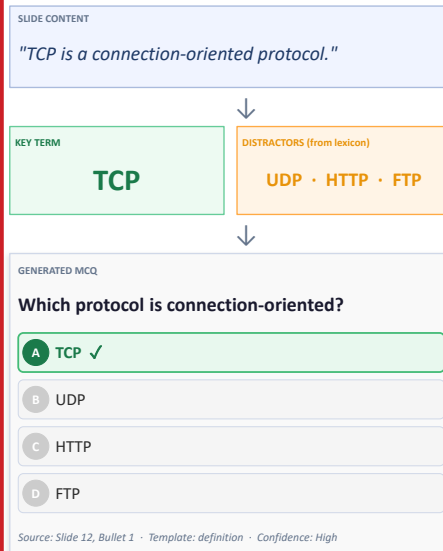 SLIDE CONTENT
"TCP is a connection-oriented protocol."
KEY TERM
TCP
DISTRACTORS (from lexicon)
UDP · HTTP · FTP
GENERATED MCQ
Which protocol is connection-oriented?
A TCP ✓
B UDP
C HTTP
D FTP
Source: Slide 12, Bullet 1 · Template: definition · Confidence: High